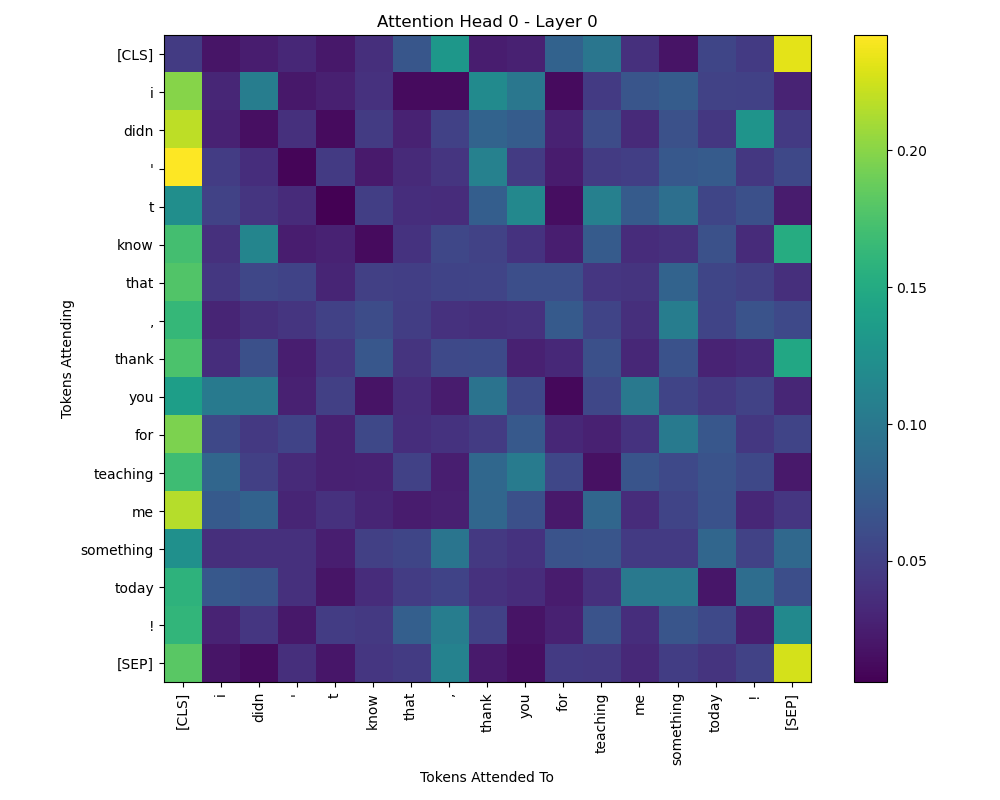 Attention Head 0 - Layer 0
Tokens Attending
[CLS]
i
didn
'
t
know
that
,
thank
you
for
teaching
me
something
today
!
[SEP]
[CLS]
i
didn
'
t
know
that
,
thank
you
for
teaching
me
something
today
!
[SEP]
Tokens Attended To
0.20
0.15
0.10
0.05